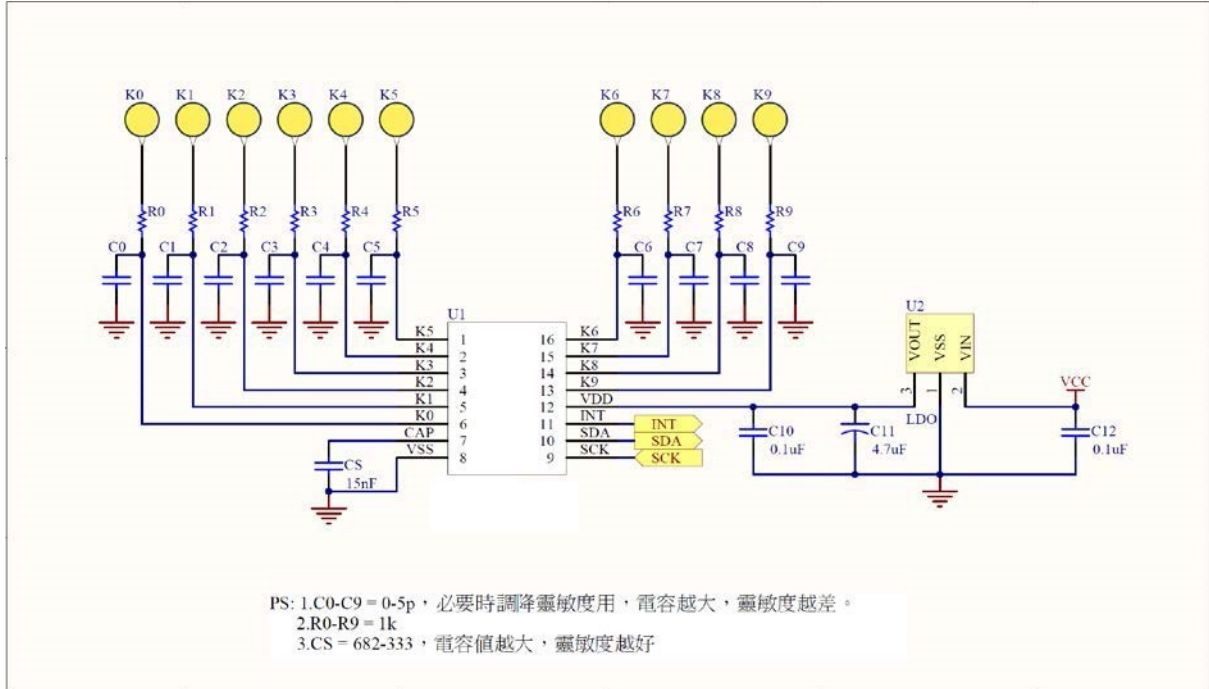 K0 K1 K2 K3 K4 K5 K6 K7 K8 K9
R0 R1 R2 R3 R4 R5 R6 R7 R8 R9
C0 C1 C2 C3 C4 C5 C6 C7 C8 C9
U1
K5 1 16 K6
K4 2 15 K7
K3 3 14 K8
K2 4 13 K9
K1 5 12 VDD
K0 6 11 INT INT
CAP 7 10 SDA SDA
VSS 8 9 SCK SCK
CS
15nF
U2
VOUT VSS VIN
3 1 2
LDO
VCC
C10
0.1uF
C11
4.7uF
C12
0.1uF
PS: 1.C0-C9 = 0-5p，必要時調降靈敏度用，電容越大，靈敏度越差。
2.R0-R9 = 1k
3.CS = 682-333，電容值越大，靈敏度越好